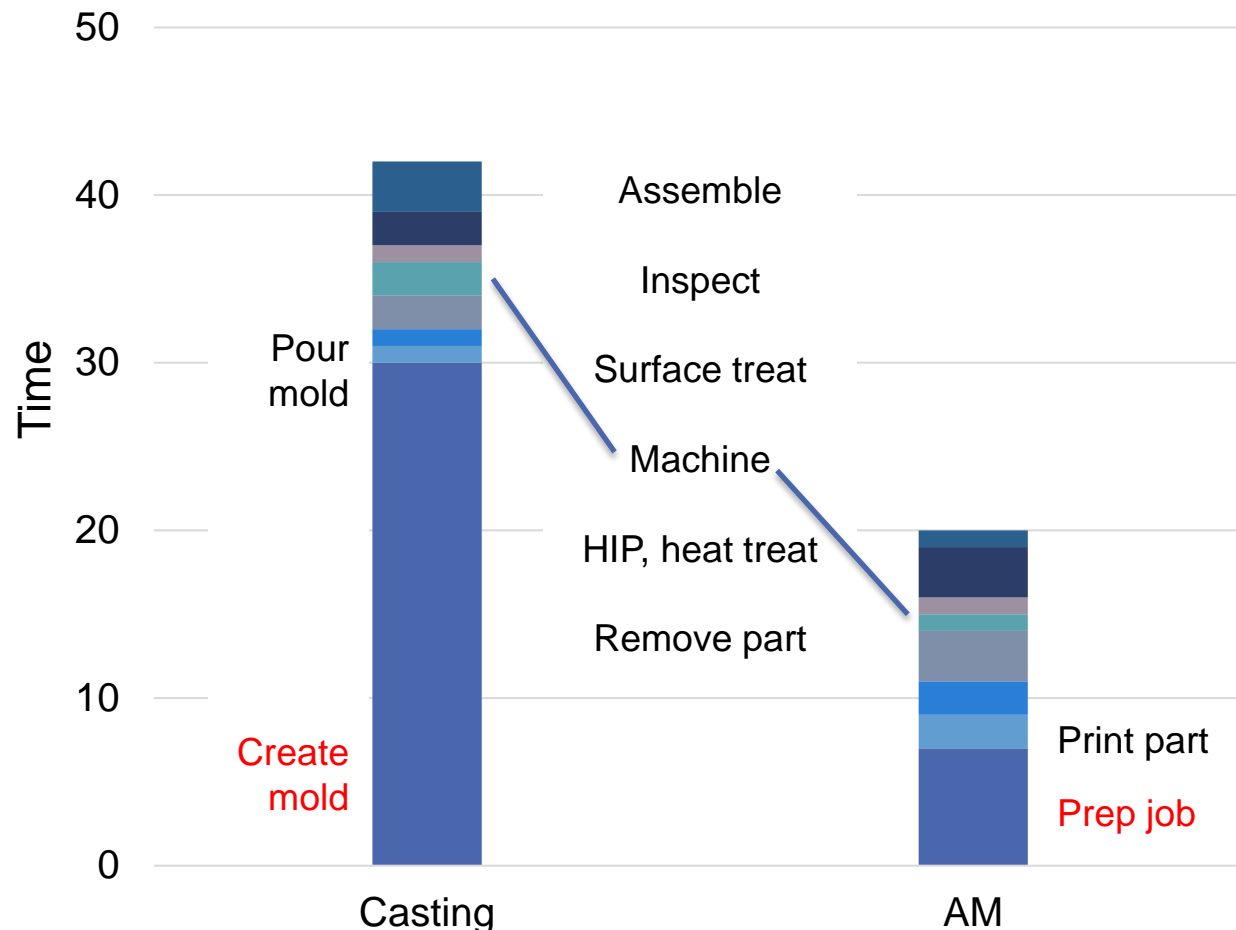 50
40
30
20
10
0
Time
Pour
mold
Create
mold
Assemble
Inspect
Surface treat
Machine
HIP, heat treat
Remove part
Print part
Prep job
Casting
AM